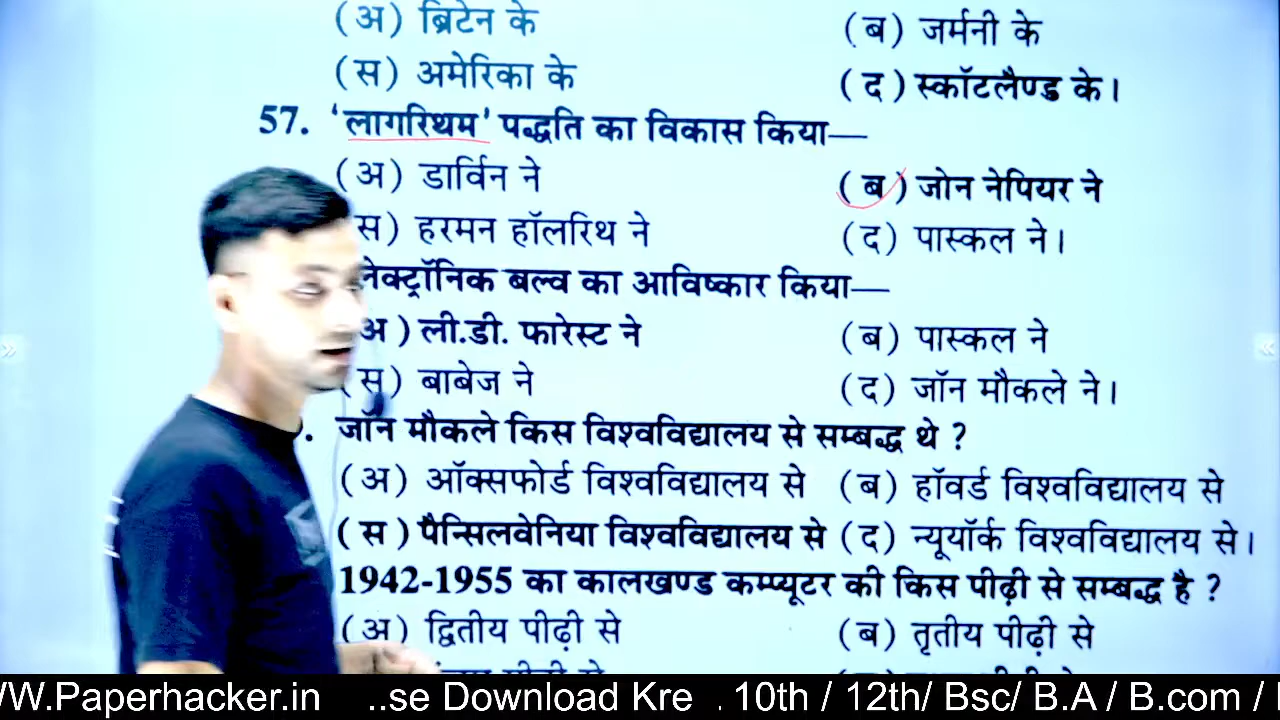 (अ) ब्रिटेन के (ब) जर्मनी के
(स) अमेरिका के (द) स्कॉटलैण्ड के।
57. 'लागरिथम' पद्धति का विकास किया—
(अ) डार्विन ने (ब) जोन नेपियर ने
स) हरमन हॉलरिथ ने (द) पास्कल ने।
लेक्ट्रॉनिक बल्व का आविष्कार किया—
अ) ली.डी. फारेस्ट ने (ब) पास्कल ने
(स) बाबेज ने (द) जॉन मौकले ने।
. जॉन मौकले किस विश्वविद्यालय से सम्बद्ध थे ?
(अ) ऑक्सफोर्ड विश्वविद्यालय से (ब) हॉवर्ड विश्वविद्यालय से
(स) पैन्सिलवेनिया विश्वविद्यालय से (द) न्यूयॉर्क विश्वविद्यालय से।
1942-1955 का कालखण्ड कम्प्यूटर की किस पीढ़ी से सम्बद्ध है ?
(अ) द्वितीय पीढ़ी से (ब) तृतीय पीढ़ी से
/W.Paperhacker.in ..se Download Kre . 10th / 12th/ Bsc/ B.A / B.com /